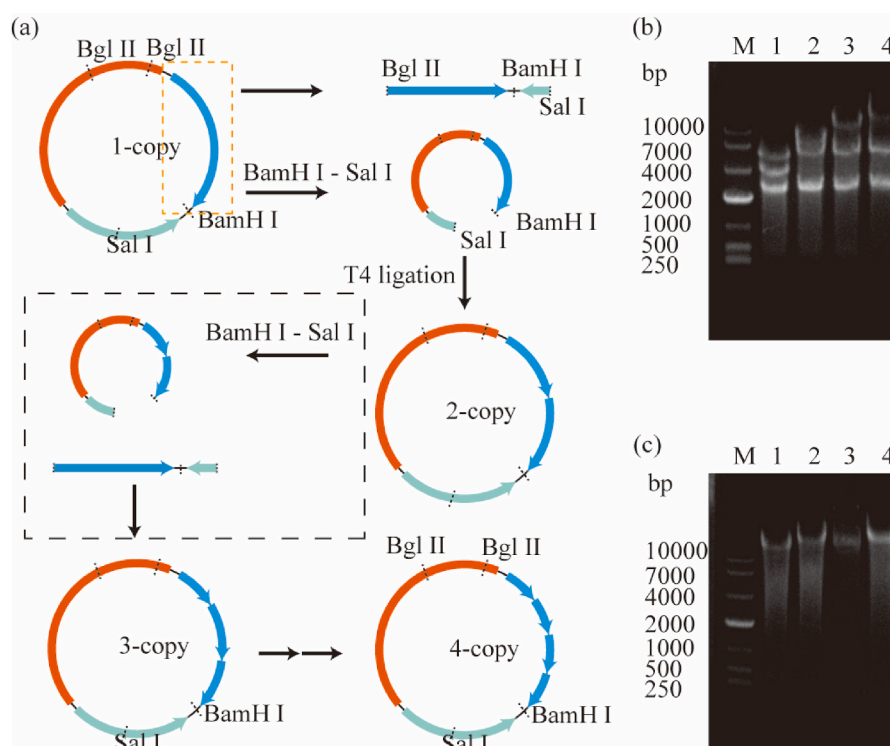 (a)
Bgl II Bgl II
1-copy
BamH I
Sal I
Bgl II
BamH I
Sal I
BamH I - Sal I
BamH I
Sal I
T4 ligation
BamH I - Sal I
2-copy
3-copy
BamH I
Sal I
Bgl II Bgl II
4-copy
BamH I
Sal I
(b)
M 1 2 3 4
bp
10000
7000
4000
2000
1000
500
250
(c)
M 1 2 3 4
bp
10000
7000
4000
2000
1000
500
250